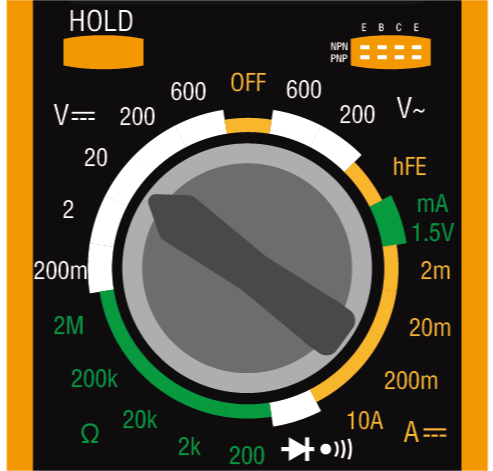 HOLD
E B C E
NPN
PNP
OFF
600
600
200
200
V⎓
V~
20
hFE
2
mA
1.5V
200m
2m
2M
20m
200k
200m
20k
10A
A⎓
Ω
2k
200